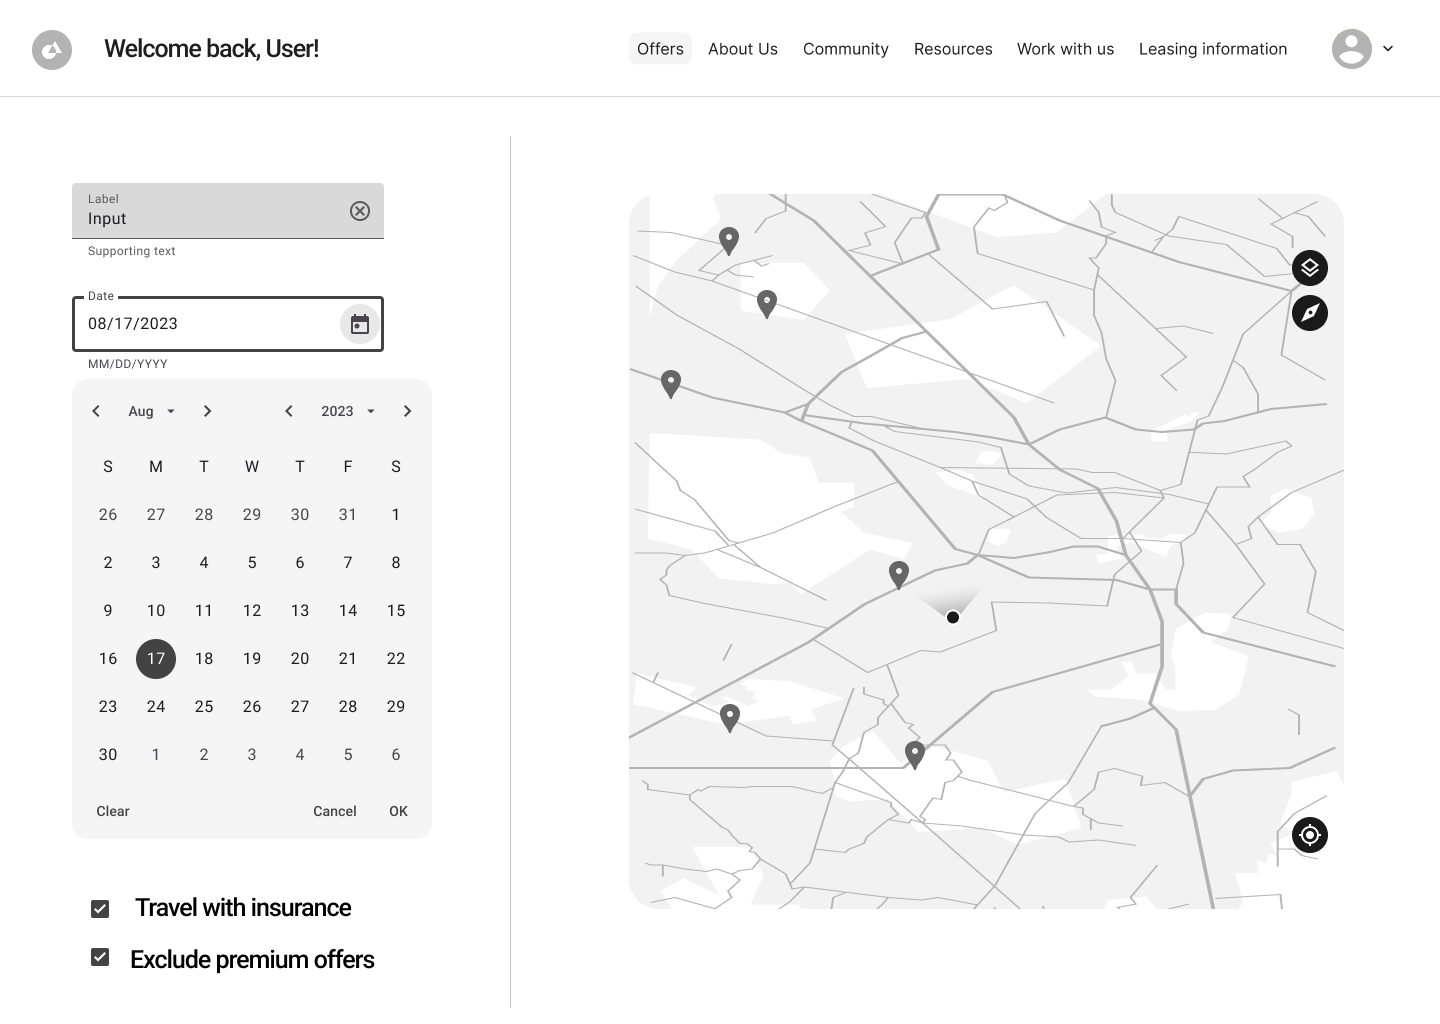 Welcome back, User!
Offers About Us Community Resources Work with us Leasing information
Label
Input
Supporting text
Date
08/17/2023
MM/DD/YYYY
Aug 2023
S M T W T F S
26 27 28 29 30 31 1
2 3 4 5 6 7 8
9 10 11 12 13 14 15
16 17 18 19 20 21 22
23 24 25 26 27 28 29
30 1 2 3 4 5 6
Clear Cancel OK
Travel with insurance
Exclude premium offers